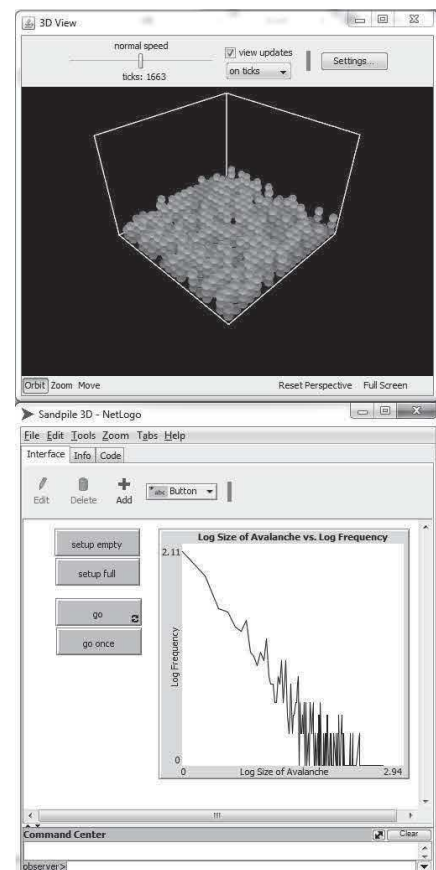 3D View
normal speed
ticks: 1663
view updates
on ticks
Settings...
Orbit Zoom Move Reset Perspective Full Screen
Sandpile 3D - NetLogo
File Edit Tools Zoom Tabs Help
Interface Info Code
Edit Delete Add abc Button
setup empty
setup full
go
go once
Log Size of Avalanche vs. Log Frequency
2.11
Log Frequency
0
0 Log Size of Avalanche 2.94
Command Center Clear
observer>